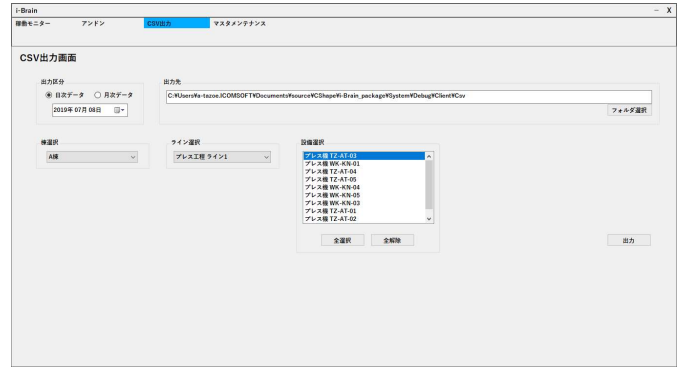 i-Brain
－ X
稼働モニター アンドン CSV出力 マスタメンテナンス
CSV出力画面
出力区分
日次データ 月次データ
2019年 07月 08日
出力先
C:¥Users¥a-tazoe.ICOMSOFT¥Documents¥source¥CShape¥i-Brain_package¥System¥Debug¥Client¥Csv
フォルダ選択
棟選択
A棟
ライン選択
プレス工程 ライン1
設備選択
プレス機 TZ-AT-03
プレス機 WK-KN-01
プレス機 TZ-AT-04
プレス機 TZ-AT-05
プレス機 WK-KN-04
プレス機 WK-KN-05
プレス機 WK-KN-03
プレス機 TZ-AT-01
プレス機 TZ-AT-02
全選択 全解除
出力